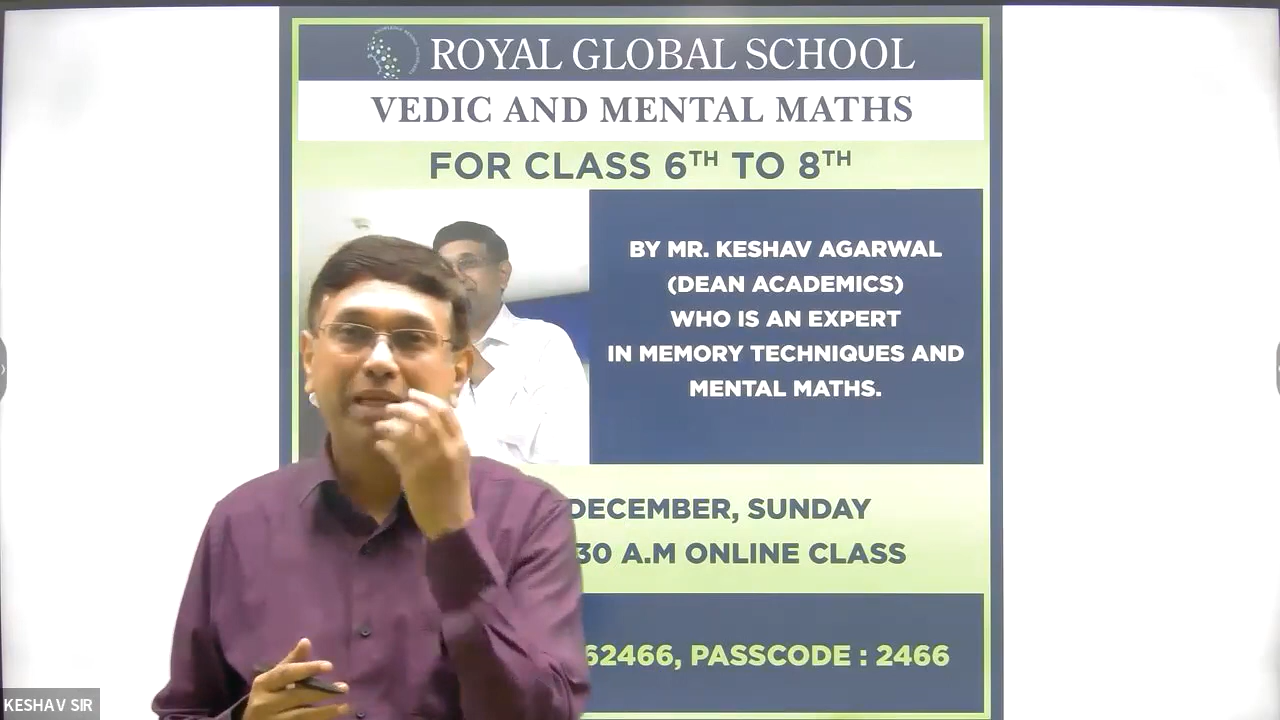 ROYAL GLOBAL SCHOOL
VEDIC AND MENTAL MATHS
FOR CLASS 6TH TO 8TH
BY MR. KESHAV AGARWAL
(DEAN ACADEMICS)
WHO IS AN EXPERT
IN MEMORY TECHNIQUES AND
MENTAL MATHS.
DECEMBER, SUNDAY
30 A.M ONLINE CLASS
62466, PASSCODE : 2466
KESHAV SIR